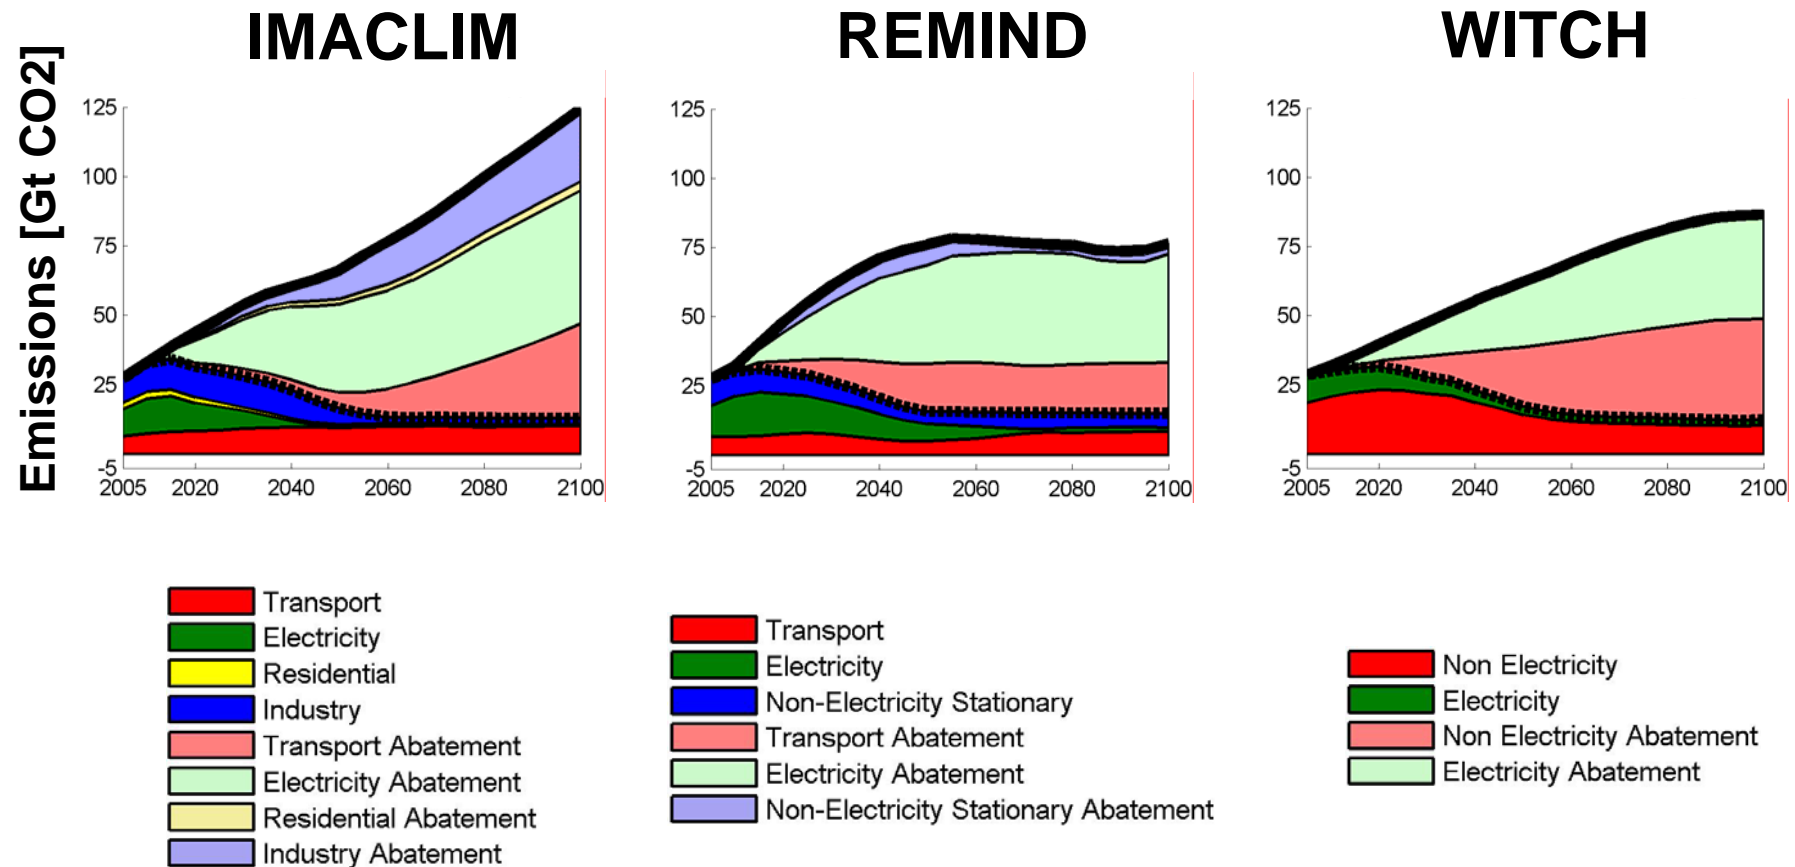 IMACLIM
REMIND
WITCH
Emissions [Gt CO2]
125
100
75
50
25
-5
2005 2020 2040 2060 2080 2100
125
100
75
50
25
-5
2005 2020 2040 2060 2080 2100
125
100
75
50
25
-5
2005 2020 2040 2060 2080 2100
Transport
Electricity
Residential
Industry
Transport Abatement
Electricity Abatement
Residential Abatement
Industry Abatement
Transport
Electricity
Non-Electricity Stationary
Transport Abatement
Electricity Abatement
Non-Electricity Stationary Abatement
Non Electricity
Electricity
Non Electricity Abatement
Electricity Abatement